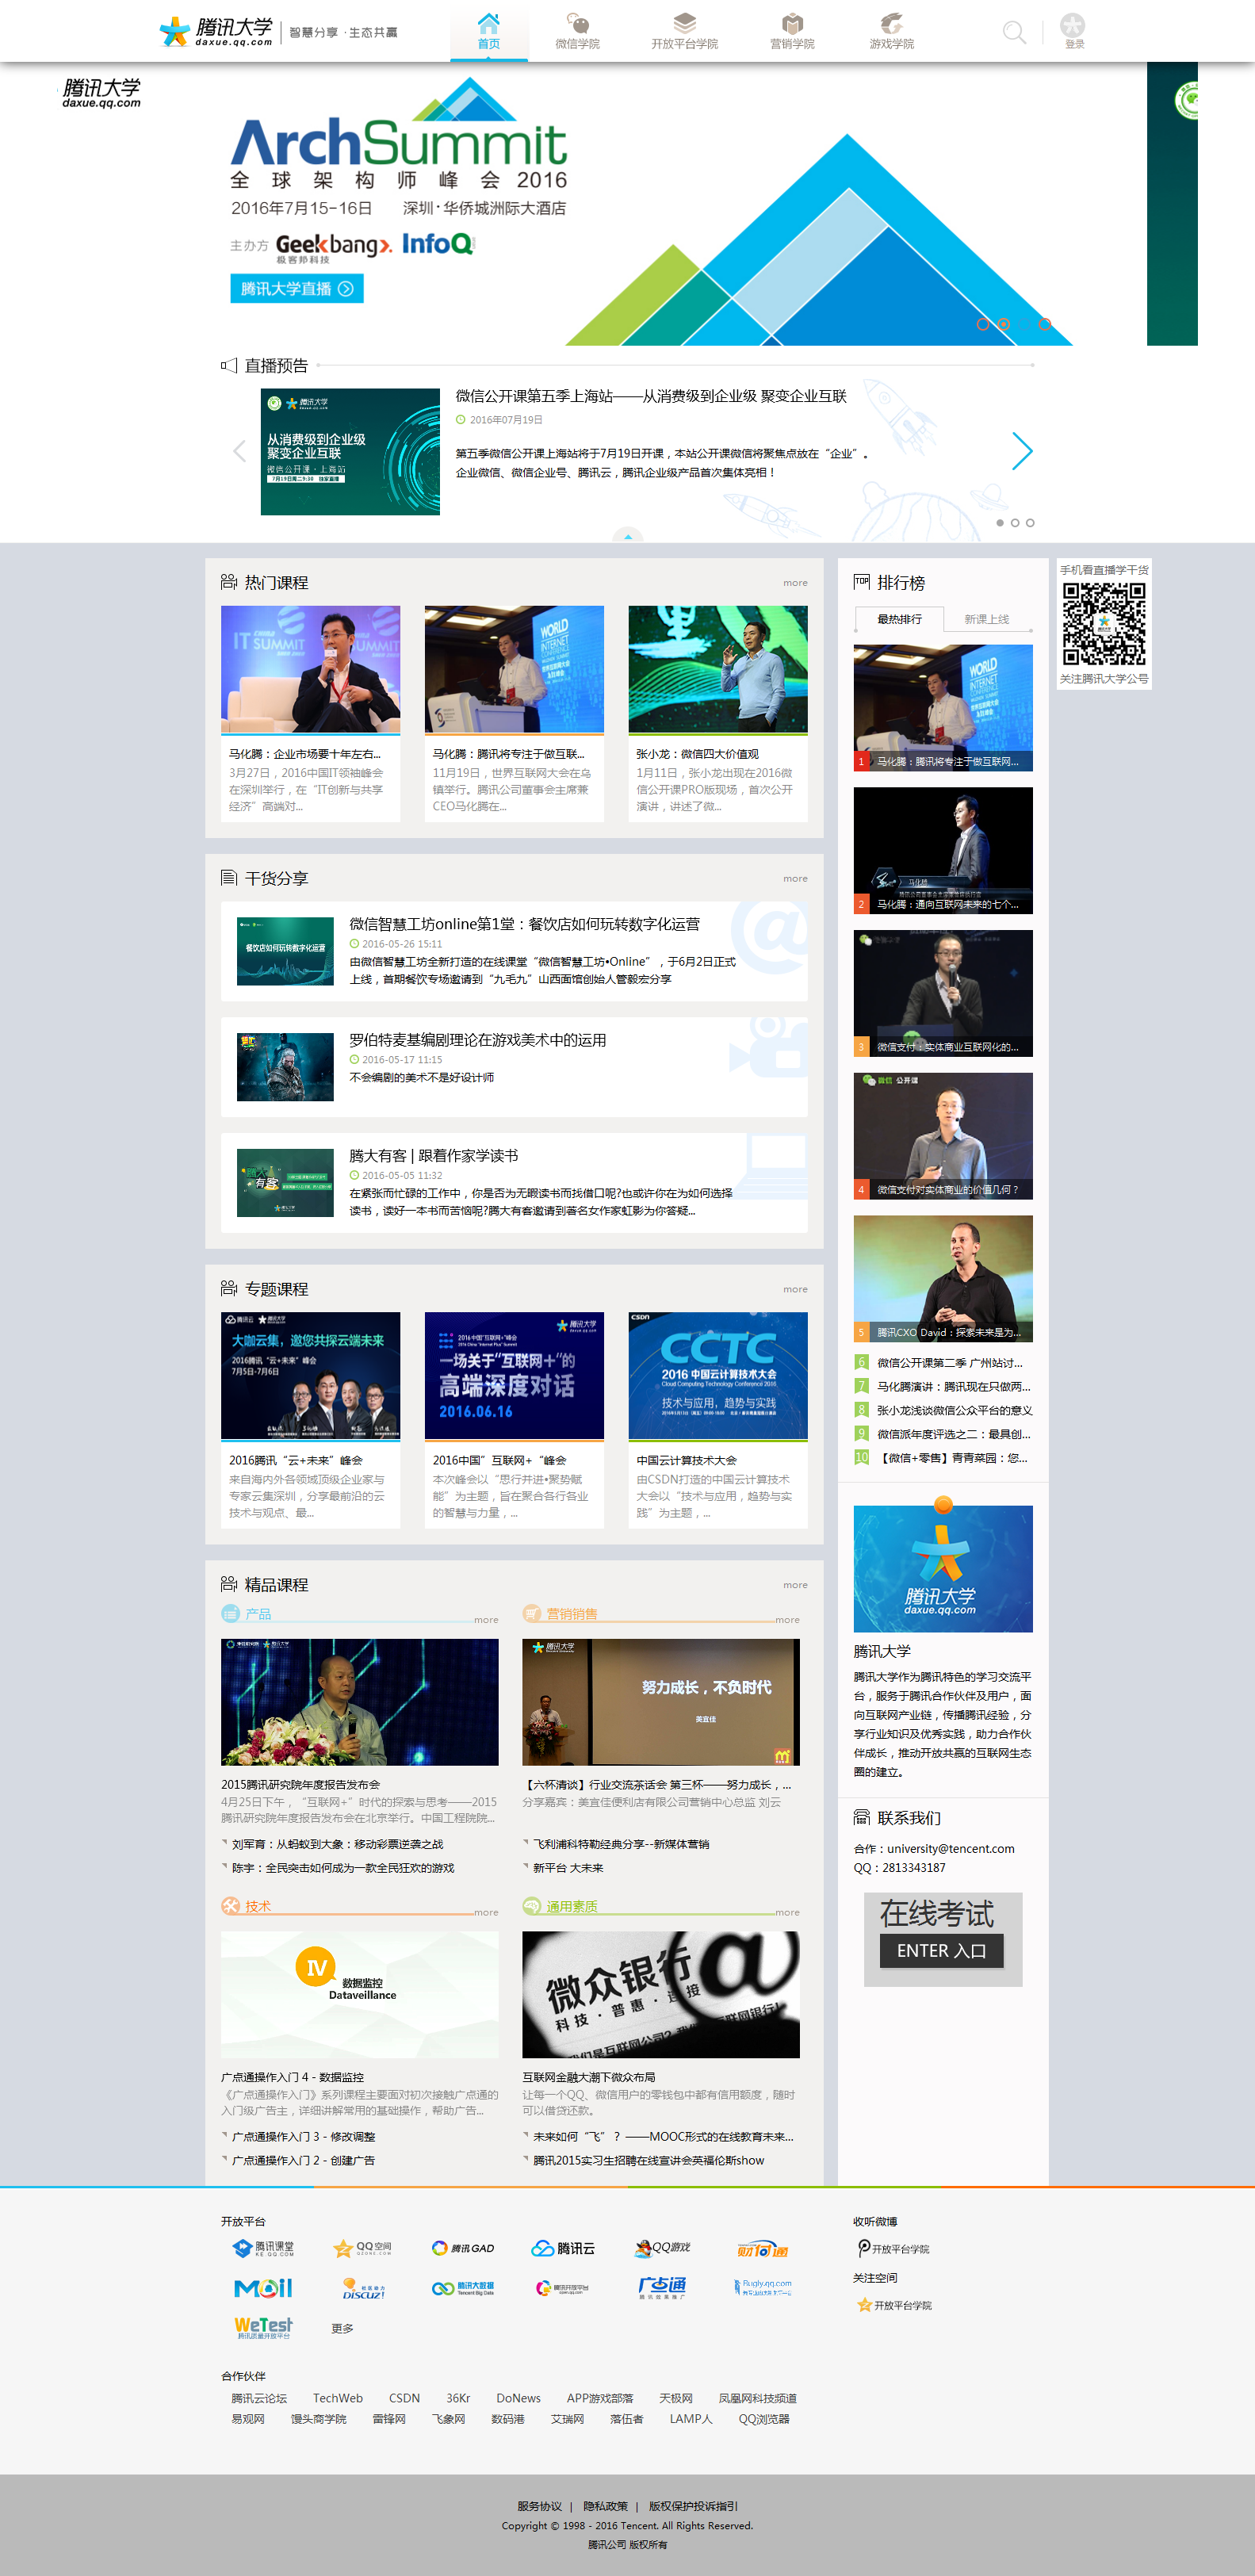 腾讯大学
daxue.qq.com
智慧分享·生态共赢
首页
微信学院
开放平台学院
营销学院
游戏学院
登录
腾讯大学
daxue.qq.com
ArchSummit
全球架构师峰会 2016
2016年7月15-16日 深圳·华侨城洲际大酒店
主办方 Geekbang>. InfoQ
极客邦科技
腾讯大学直播
直播预告
腾讯大学
从消费级到企业级
聚变企业互联
微信公开课·上海站
微信公开课第五季上海站——从消费级到企业级 聚变企业互联
2016年07月19日
第五季微信公开课上海站将于7月19日开课，本站公开课微信将聚焦点放在“企业”。
企业微信、微信企业号、腾讯云，腾讯企业级产品首次集体亮相！
热门课程
more
IT SUMMIT
WORLD
INTERNET
马化腾：企业市场要十年左右...
3月27日，2016中国IT领袖峰会
在深圳举行，在“IT创新与共享
经济”高端对...
马化腾：腾讯将专注于做互联...
11月19日，世界互联网大会在乌
镇举行。腾讯公司董事会主席兼
CEO马化腾在...
张小龙：微信四大价值观
1月11日，张小龙出现在2016微
信公开课PRO版现场，首次公开
演讲，讲述了微...
干货分享
more
餐饮店如何玩转数字化运营
微信智慧工坊online第1堂：餐饮店如何玩转数字化运营
2016-05-26 15:11
由微信智慧工坊全新打造的在线课堂“微信智慧工坊•Online”，于6月2日正式
上线，首期餐饮专场邀请到“九毛九”山西面馆创始人管毅宏分享
罗伯特麦基编剧理论在游戏美术中的运用
2016-05-17 11:15
不会编剧的美术不是好设计师
腾大有客 | 跟着作家学读书
2016-05-05 11:32
在紧张而忙碌的工作中，你是否为无暇读书而找借口呢?也或许你在为如何选择
读书，读好一本书而苦恼呢?腾大有客邀请到著名女作家虹影为你答疑...
专题课程
more
腾讯云 腾讯大学
大咖云集，邀您共探云端未来
2016腾讯“云+未来”峰会
7月5日-7月6日
2016中国“互联网+”峰会
腾讯大学
一场关于“互联网+”的
高端深度对话
2016.06.16
CSDN
CCTC
2016 中国云计算技术大会
Cloud Computing Technology Conference 2016
技术与应用，趋势与实践
2016腾讯“云+未来”峰会
来自海内外各领域顶级企业家与
专家云集深圳，分享最前沿的云
技术与观点、最...
2016中国”互联网+“峰会
本次峰会以“思行并进•聚势赋
能”为主题，旨在聚合各行各业
的智慧与力量，...
中国云计算技术大会
由CSDN打造的中国云计算技术
大会以“技术与应用，趋势与实
践”为主题，...
精品课程
more
产品
more
2015腾讯研究院年度报告发布会
4月25日下午，“互联网+”时代的探索与思考——2015
腾讯研究院年度报告发布会在北京举行。中国工程院院...
刘军育：从蚂蚁到大象：移动彩票逆袭之战
陈宇：全民突击如何成为一款全民狂欢的游戏
营销销售
more
腾讯大学
努力成长，不负时代
美宜佳
【六杯清谈】行业交流茶话会 第三杯——努力成长，...
分享嘉宾：美宜佳便利店有限公司营销中心总监 刘云
飞利浦科特勒经典分享--新媒体营销
新平台 大未来
技术
more
IV
数据监控
Dataveillance
广点通操作入门 4 - 数据监控
《广点通操作入门》系列课程主要面对初次接触广点通的
入门级广告主，详细讲解常用的基础操作，帮助广告...
广点通操作入门 3 - 修改调整
广点通操作入门 2 - 创建广告
通用素质
more
微众银行
科技·普惠·连接
互联网金融大潮下微众布局
让每一个QQ、微信用户的零钱包中都有信用额度，随时
可以借贷还款。
未来如何“飞”？——MOOC形式的在线教育未来...
腾讯2015实习生招聘在线宣讲会英福伦斯show
TOP
排行榜
最热排行
新课上线
1 马化腾：腾讯将专注于做互联网...
马化腾
2 马化腾：通向互联网未来的七个...
3 微信支付：实体商业互联网化的...
微信 公开课
4 微信支付对实体商业的价值几何？
5 腾讯CXO David：探索未来是为...
6 微信公开课第二季 广州站讨...
7 马化腾演讲：腾讯现在只做两...
8 张小龙浅谈微信公众平台的意义
9 微信派年度评选之二：最具创...
10 【微信+零售】青青菜园：您...
腾讯大学
daxue.qq.com
腾讯大学
腾讯大学作为腾讯特色的学习交流平
台，服务于腾讯合作伙伴及用户，面
向互联网产业链，传播腾讯经验，分
享行业知识及优秀实践，助力合作伙
伴成长，推动开放共赢的互联网生态
圈的建立。
联系我们
合作：university@tencent.com
QQ：2813343187
在线考试
ENTER 入口
手机看直播学干货
关注腾讯大学公号
开放平台
腾讯课堂
KE.QQ.COM
QQ空间
QZONE.COM
腾讯GAD
腾讯云
QQ游戏
财付通
Mail
DISCUZ!
腾讯大数据
Tencent Big Data
腾讯开放平台
open.qq.com
广点通
腾讯效果推广
Bugly.qq.com
WeTest
腾讯质量开放平台
更多
收听微博
开放平台学院
关注空间
开放平台学院
合作伙伴
腾讯云论坛 TechWeb CSDN 36Kr DoNews APP游戏部落 天极网 凤凰网科技频道
易观网 馒头商学院 雷锋网 飞象网 数码港 艾瑞网 落伍者 LAMP人 QQ浏览器
服务协议 | 隐私政策 | 版权保护投诉指引
Copyright © 1998 - 2016 Tencent. All Rights Reserved.
腾讯公司 版权所有